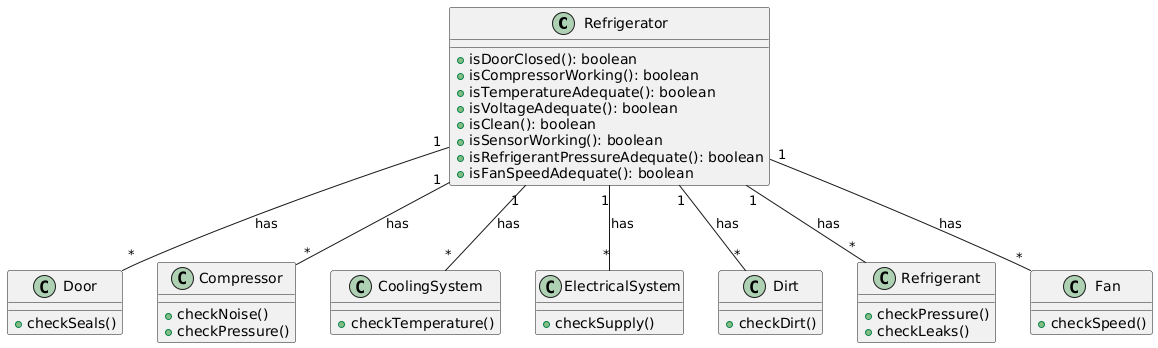 C Refrigerator
isDoorClosed(): boolean
isCompressorWorking(): boolean
isTemperatureAdequate(): boolean
isVoltageAdequate(): boolean
isClean(): boolean
isSensorWorking(): boolean
isRefrigerantPressureAdequate(): boolean
isFanSpeedAdequate(): boolean
1
1
1
1
1
1
1
has
has
has
has
has
has
has
*
*
*
*
*
*
*
C Door
checkSeals()
C Compressor
checkNoise()
checkPressure()
C CoolingSystem
checkTemperature()
C ElectricalSystem
checkSupply()
C Dirt
checkDirt()
C Refrigerant
checkPressure()
checkLeaks()
C Fan
checkSpeed()